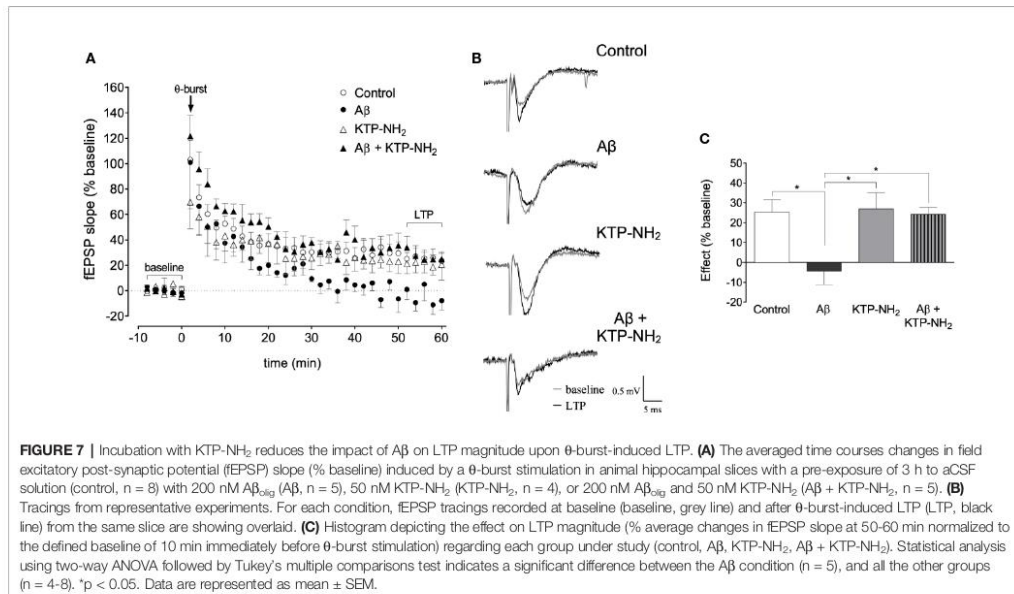 A
θ-burst
fEPSP slope (% baseline)
160
140
120
100
80
60
40
20
0
-20
baseline
LTP
Control
Aβ
KTP-NH2
Aβ + KTP-NH2
-10 0 10 20 30 40 50 60
time (min)
B
Control
Aβ
KTP-NH2
Aβ +
KTP-NH2
baseline
LTP
0.5 mV
5 ms
C
Effect (% baseline)
50
40
30
20
10
0
-10
-20
*
*
*
Control Aβ KTP-NH2 Aβ +
KTP-NH2
FIGURE 7 | Incubation with KTP-NH2 reduces the impact of Aβ on LTP magnitude upon θ-burst-induced LTP. (A) The averaged time courses changes in field
excitatory post-synaptic potential (fEPSP) slope (% baseline) induced by a θ-burst stimulation in animal hippocampal slices with a pre-exposure of 3 h to aCSF
solution (control, n = 8) with 200 nM Aβolig (Aβ, n = 5), 50 nM KTP-NH2 (KTP-NH2, n = 4), or 200 nM Aβolig and 50 nM KTP-NH2 (Aβ + KTP-NH2, n = 5). (B)
Tracings from representative experiments. For each condition, fEPSP tracings recorded at baseline (baseline, grey line) and after θ-burst-induced LTP (LTP, black
line) from the same slice are showing overlaid. (C) Histogram depicting the effect on LTP magnitude (% average changes in fEPSP slope at 50-60 min normalized to
the defined baseline of 10 min immediately before θ-burst stimulation) regarding each group under study (control, Aβ, KTP-NH2, Aβ + KTP-NH2). Statistical analysis
using two-way ANOVA followed by Tukey's multiple comparisons test indicates a significant difference between the Aβ condition (n = 5), and all the other groups
(n = 4-8). *p < 0.05. Data are represented as mean ± SEM.